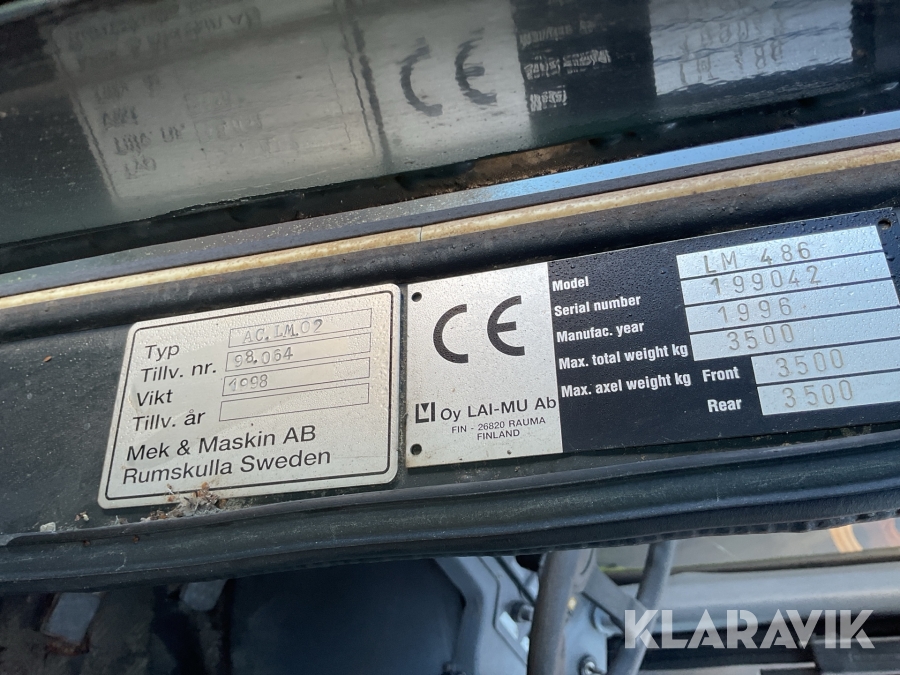 Typ AC.LM.02
Tillv. nr. 98.064
Vikt 1998
Tillv. år
Mek & Maskin AB
Rumskulla Sweden
CE
Oy LAI-MU Ab
FIN - 26820 RAUMA
FINLAND
Model LM 486
Serial number 199042
Manufac. year 1996
Max. total weight kg 3500
Max. axel weight kg Front 3500
Rear 3500
KLARAVIK